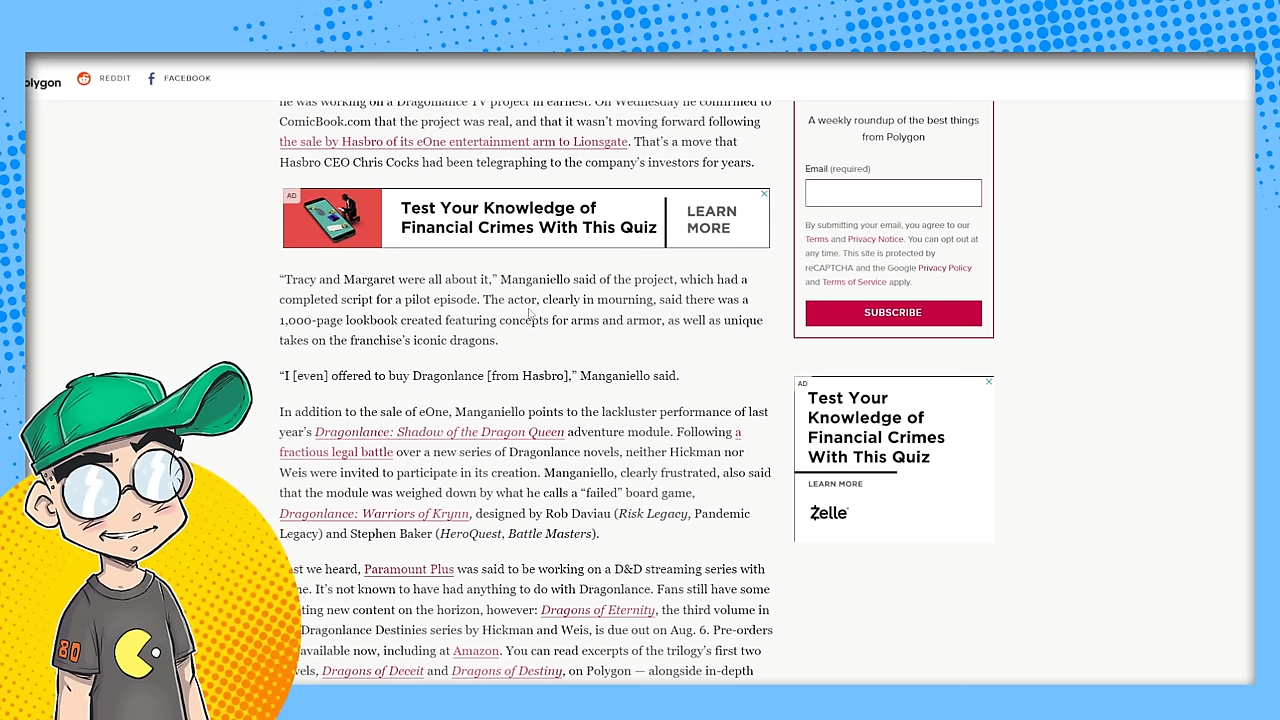 olygon
REDDIT
FACEBOOK
he was working on a Dragonlance TV project in earnest. On Wednesday he confirmed to
ComicBook.com that the project was real, and that it wasn't moving forward following
the sale by Hasbro of its eOne entertainment arm to Lionsgate. That's a move that
Hasbro CEO Chris Cocks had been telegraphing to the company's investors for years.
AD
Test Your Knowledge of
Financial Crimes With This Quiz
LEARN
MORE
“Tracy and Margaret were all about it,” Manganiello said of the project, which had a
completed script for a pilot episode. The actor, clearly in mourning, said there was a
1,000-page lookbook created featuring concepts for arms and armor, as well as unique
takes on the franchise's iconic dragons.
“I [even] offered to buy Dragonlance [from Hasbro],” Manganiello said.
In addition to the sale of eOne, Manganiello points to the lackluster performance of last
year's Dragonlance: Shadow of the Dragon Queen adventure module. Following a
fractious legal battle over a new series of Dragonlance novels, neither Hickman nor
Weis were invited to participate in its creation. Manganiello, clearly frustrated, also said
that the module was weighed down by what he calls a “failed” board game,
Dragonlance: Warriors of Krynn, designed by Rob Daviau (Risk Legacy, Pandemic
Legacy) and Stephen Baker (HeroQuest, Battle Masters).
st we heard, Paramount Plus was said to be working on a D&D streaming series with
ne. It's not known to have had anything to do with Dragonlance. Fans still have some
ting new content on the horizon, however: Dragons of Eternity, the third volume in
Dragonlance Destinies series by Hickman and Weis, is due out on Aug. 6. Pre-orders
available now, including at Amazon. You can read excerpts of the trilogy's first two
vels, Dragons of Deceit and Dragons of Destiny, on Polygon — alongside in-depth
A weekly roundup of the best things
from Polygon
Email (required)
By submitting your email, you agree to our
Terms and Privacy Notice. You can opt out at
any time. This site is protected by
reCAPTCHA and the Google Privacy Policy
and Terms of Service apply.
SUBSCRIBE
AD
Test Your
Knowledge of
Financial Crimes
With This Quiz
LEARN MORE
Zelle
80